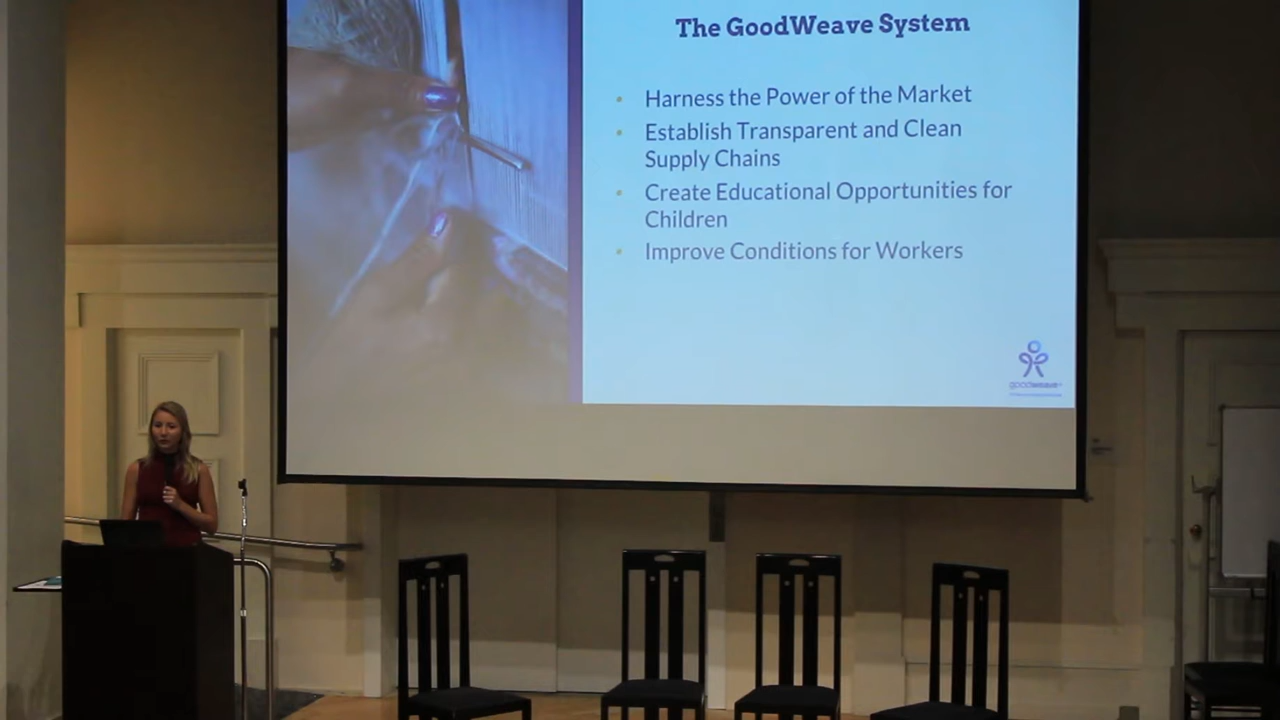 The GoodWeave System
• Harness the Power of the Market
• Establish Transparent and Clean
Supply Chains
• Create Educational Opportunities for
Children
• Improve Conditions for Workers
goodweave